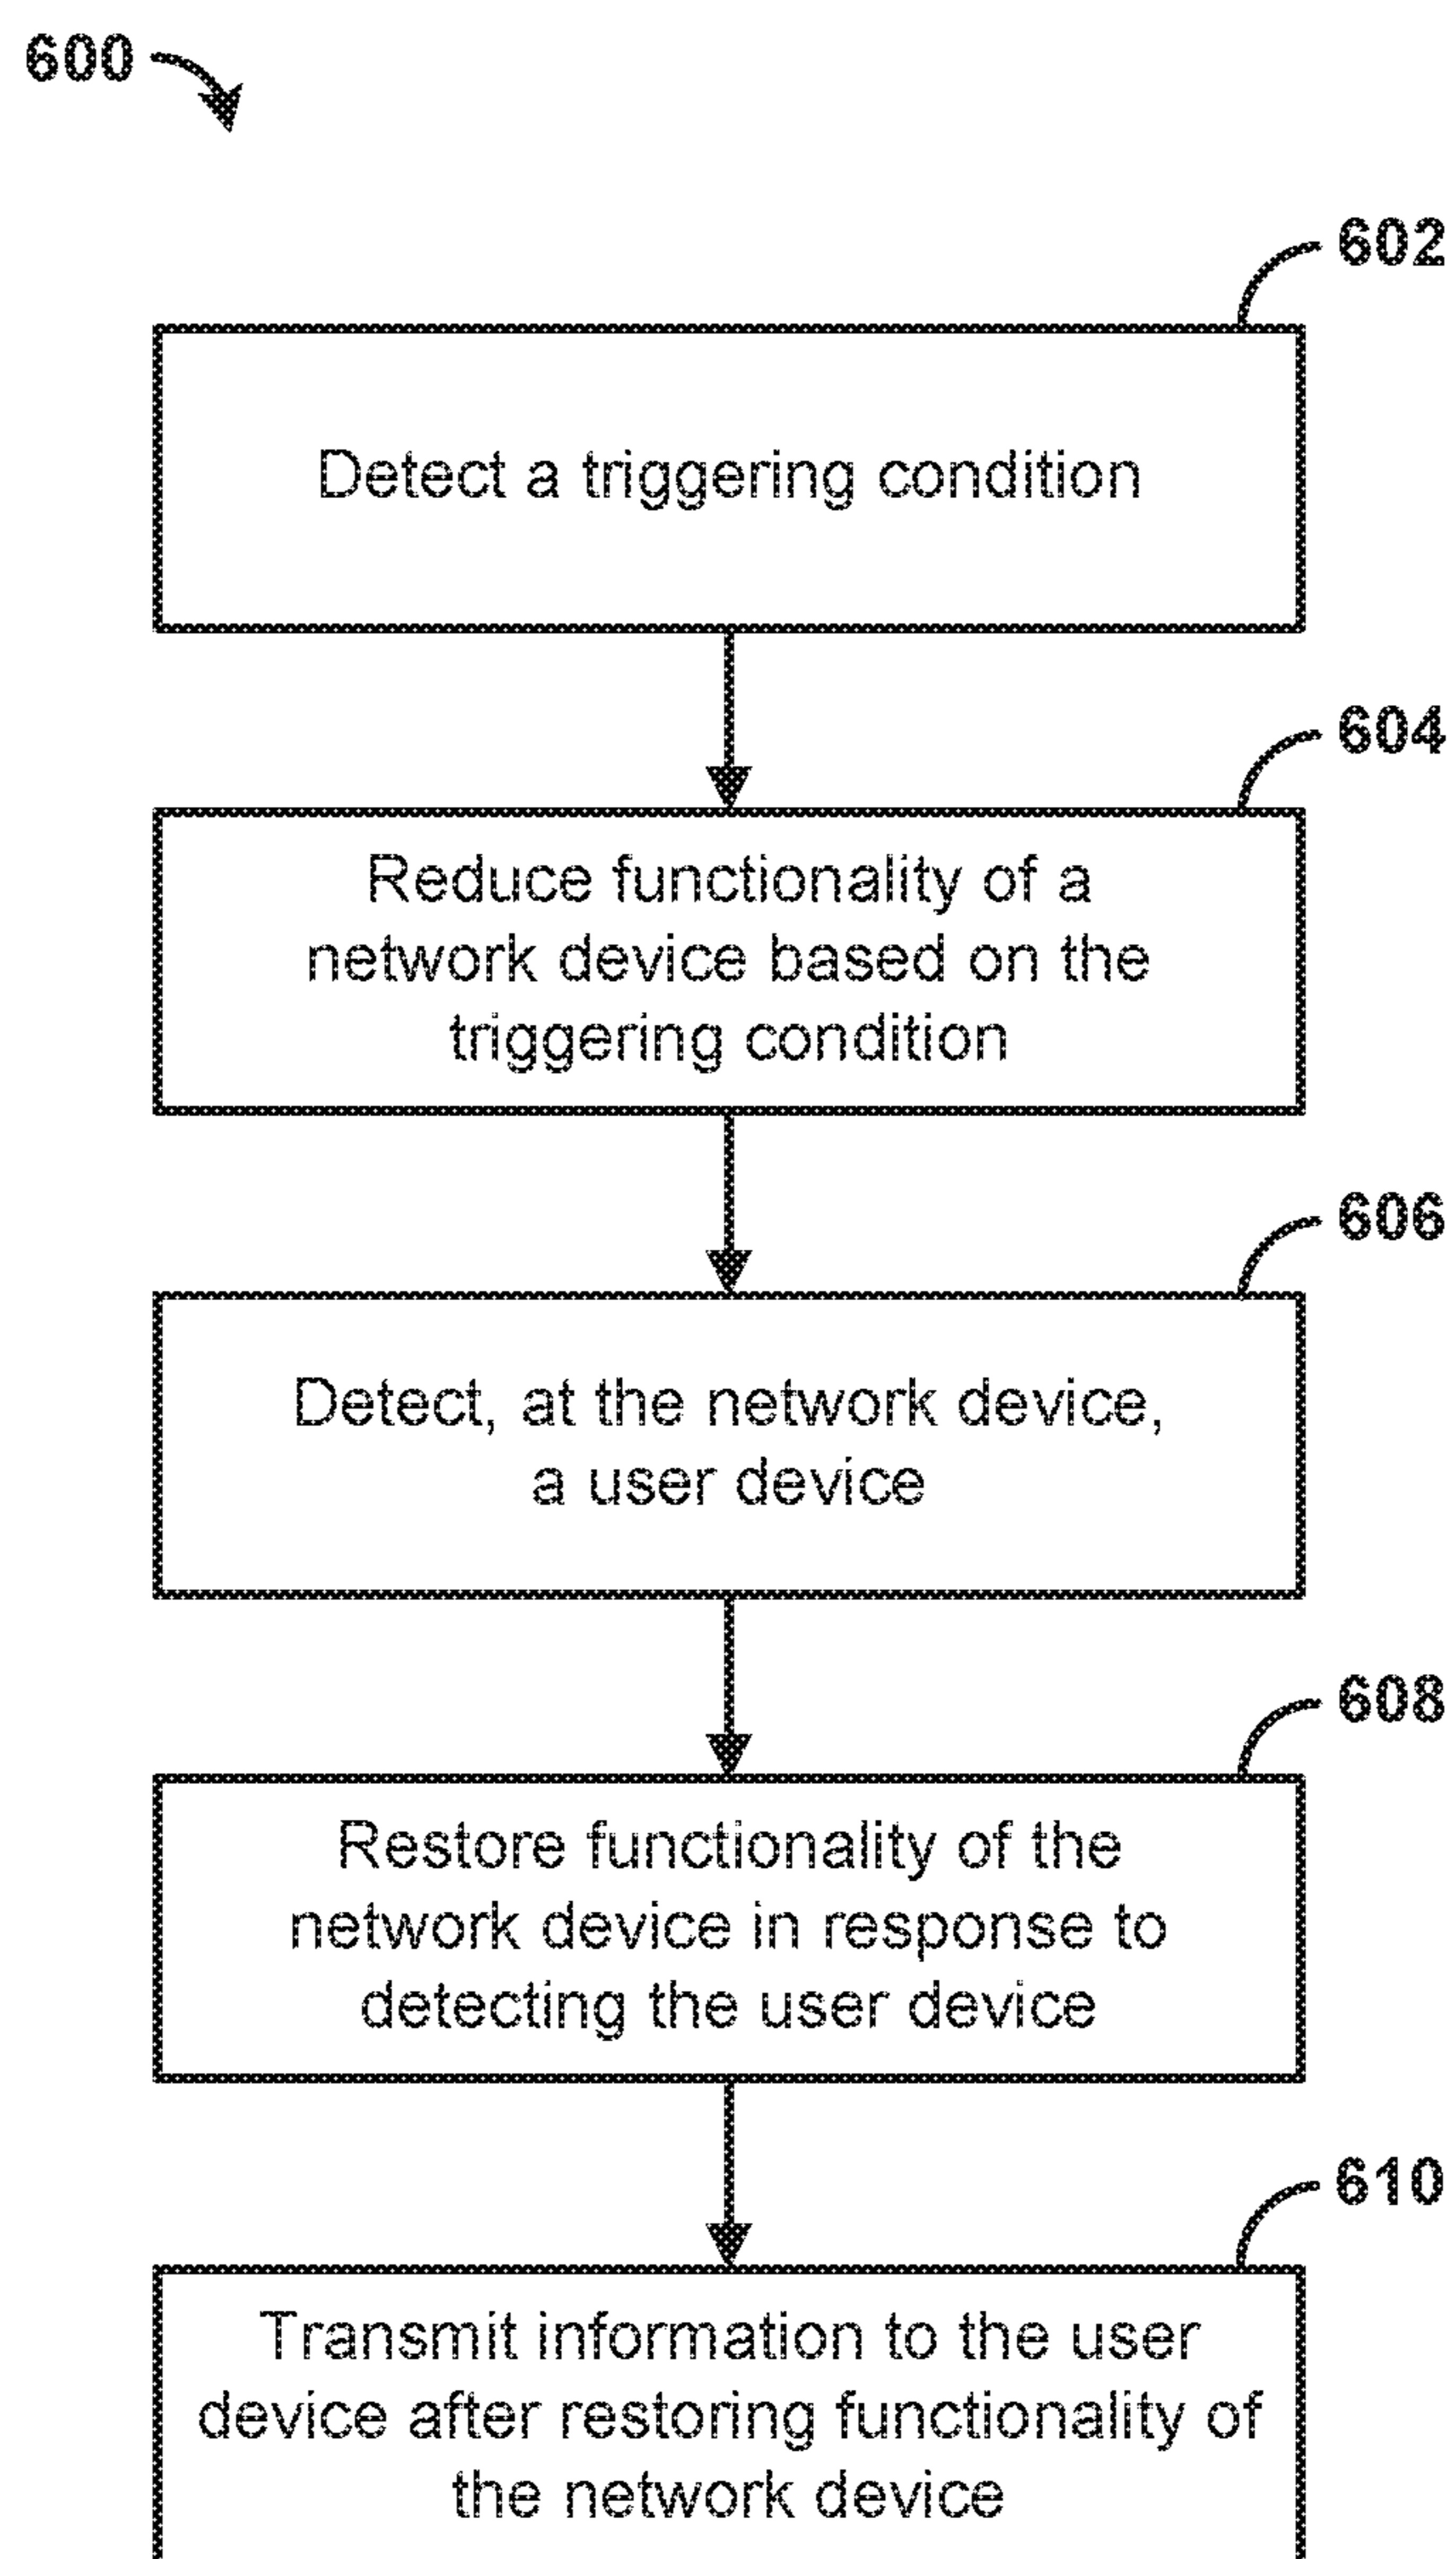 600
602
Detect a triggering condition
604
Reduce functionality of a
network device based on the
triggering condition
606
Detect, at the network device,
a user device
608
Restore functionality of the
network device in response to
detecting the user device
610
Transmit information to the user
device after restoring functionality of
the network device